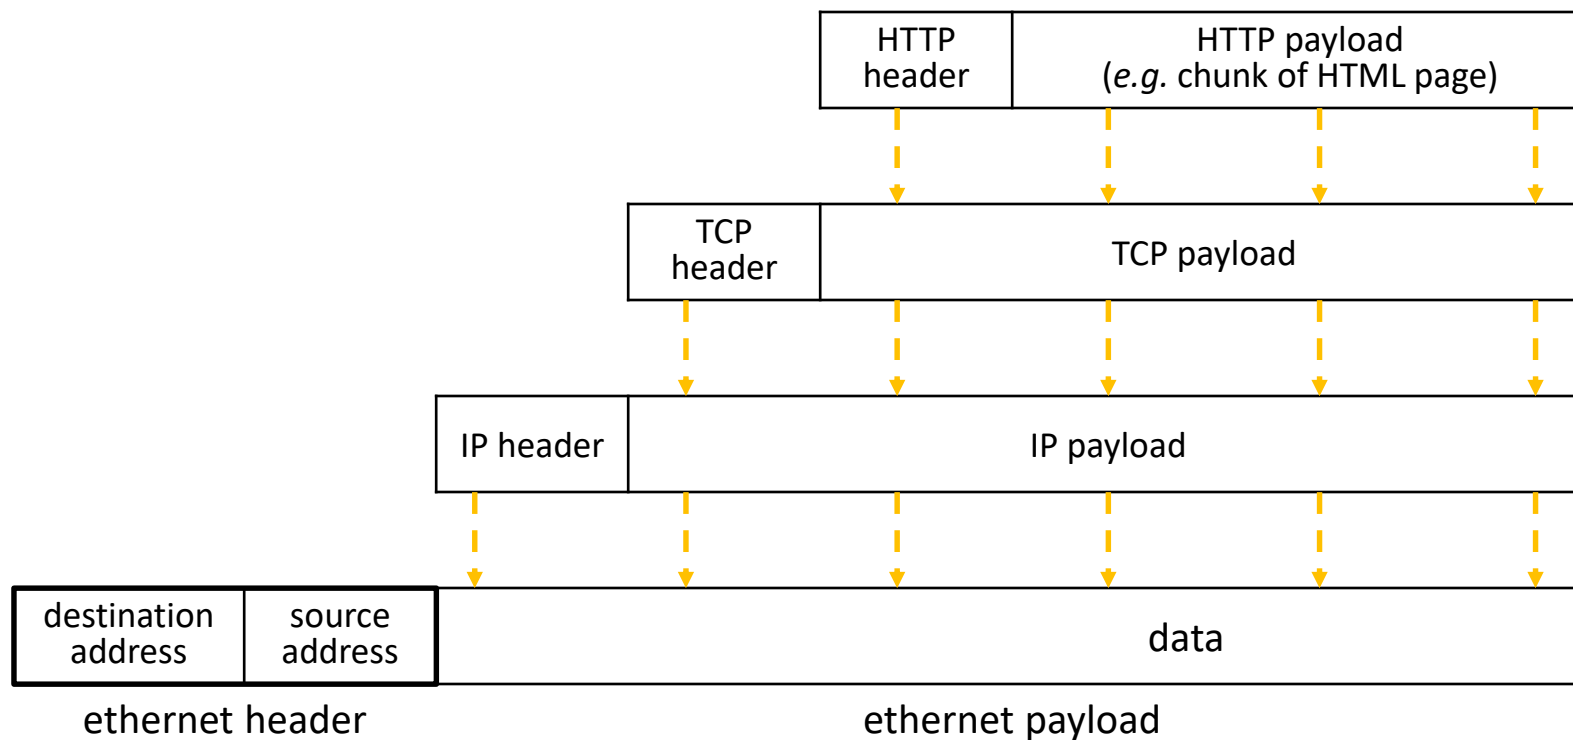 HTTP header
HTTP payload
(e.g. chunk of HTML page)
TCP header
TCP payload
IP header
IP payload
destination address
source address
data
ethernet header
ethernet payload